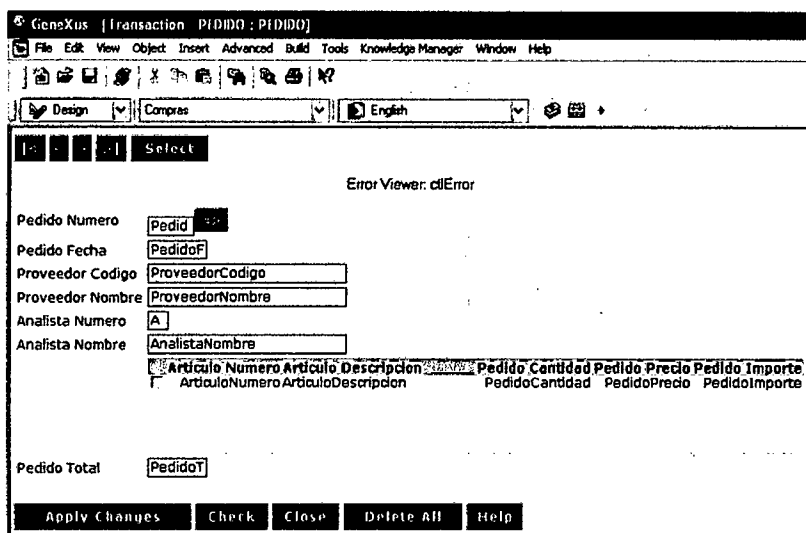 GeneXus [Transaction PEDIDO : PEDIDO]
File Edit View Object Insert Advanced Build Tools Knowledge Manager Window Help
Design Compras English
Select
Error Viewer: ctlError
Pedido Numero Pedid =>
Pedido Fecha PedidoF
Proveedor Codigo ProveedorCodigo
Proveedor Nombre ProveedorNombre
Analista Numero A
Analista Nombre AnalistaNombre
Articulo Numero Articulo Descripcion Pedido Cantidad Pedido Precio Pedido Importe
ArticuloNumero ArticuloDescripcion PedidoCantidad PedidoPrecio PedidoImporte
Pedido Total PedidoT
Apply Changes Check Close Delete All Help